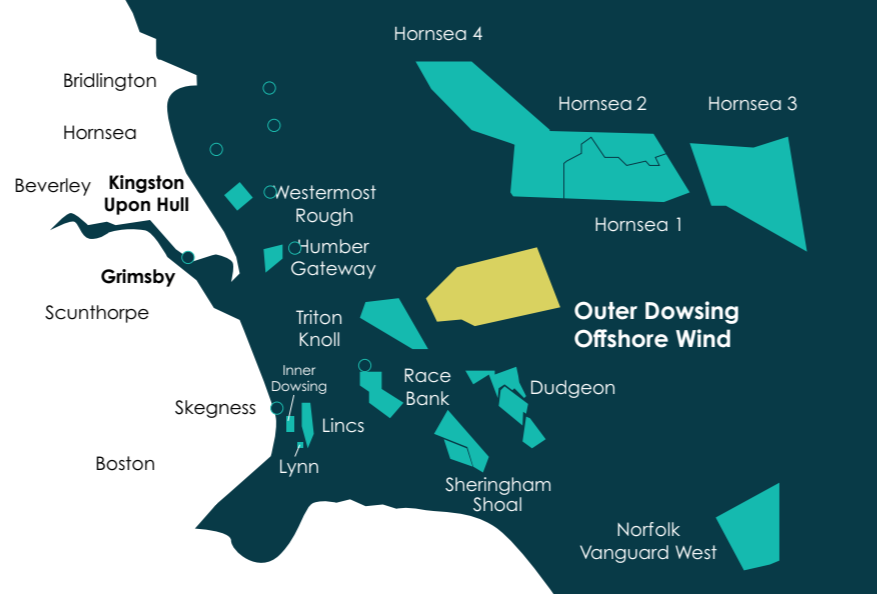 Hornsea 4
Bridlington
Hornsea 2
Hornsea 3
Hornsea
Beverley
Kingston
Upon Hull
Westermost
Rough
Hornsea 1
Humber
Gateway
Grimsby
Scunthorpe
Triton
Knoll
Outer Dowsing
Offshore Wind
Inner
Dowsing
Race
Bank
Dudgeon
Skegness
Lincs
Boston
Lynn
Sheringham
Shoal
Norfolk
Vanguard West